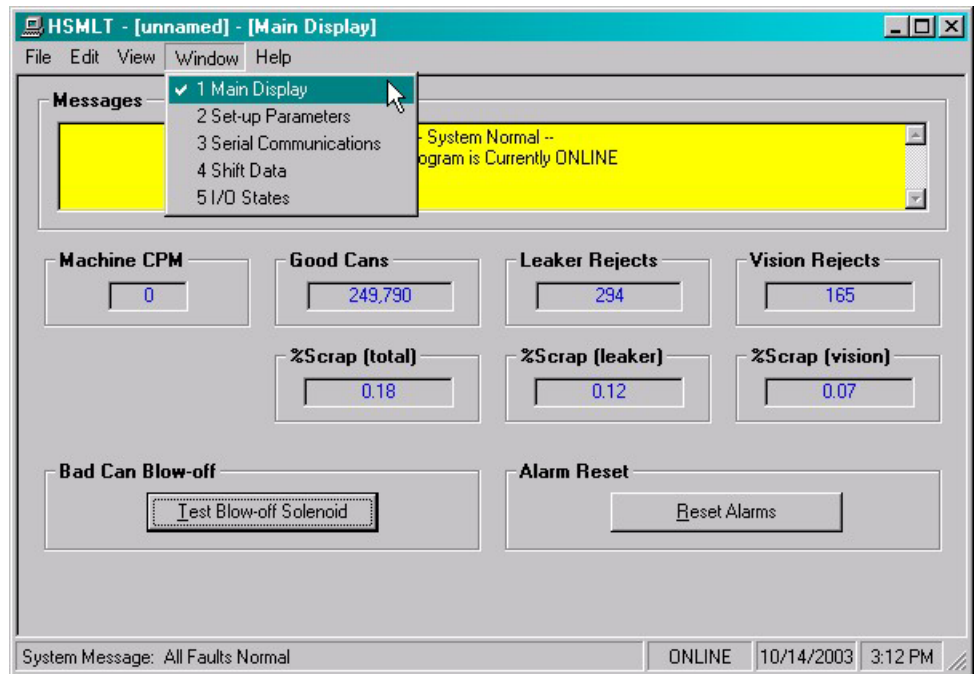 HSMLT - [unnamed] - [Main Display]
File Edit View Window Help
Messages
✔ 1 Main Display
2 Set-up Parameters
3 Serial Communications
4 Shift Data
5 I/O States
System Normal --
is Currently ONLINE
Machine CPM
0
Good Cans
249,790
Leaker Rejects
294
Vision Rejects
165
%Scrap (total)
0.18
%Scrap (leaker)
0.12
%Scrap (vision)
0.07
Bad Can Blow-off
Test Blow-off Solenoid
Alarm Reset
Reset Alarms
System Message: All Faults Normal
ONLINE
10/14/2003
3:12 PM